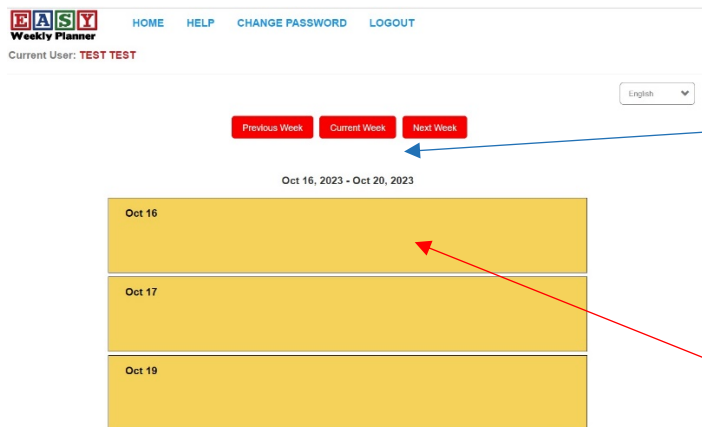 EASY
Weekly Planner
HOME HELP CHANGE PASSWORD LOGOUT
Current User: TEST TEST
English
Previous Week Current Week Next Week
Oct 16, 2023 - Oct 20, 2023
Oct 16
Oct 17
Oct 19